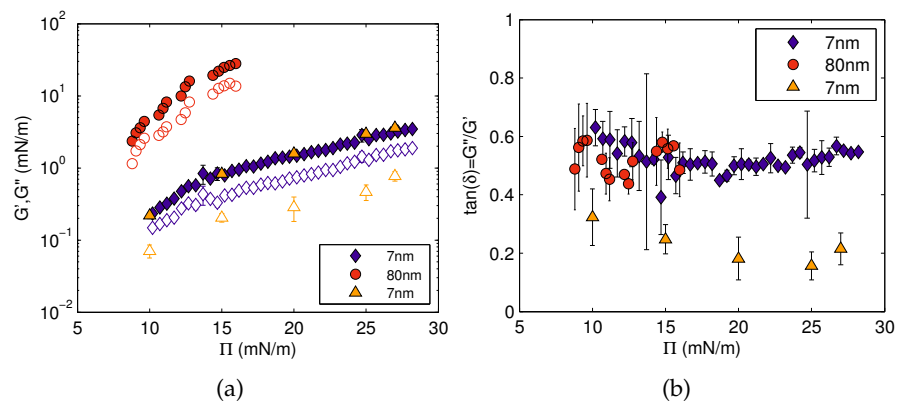 10²
10¹
10⁰
10⁻¹
10⁻²
G',G" (mN/m)
7nm
80nm
7nm
5 10 15 20 25 30
Π (mN/m)
(a)
1
0.8
0.6
0.4
0.2
0
tan(δ)=G"/G'
7nm
80nm
7nm
5 10 15 20 25 30
Π (mN/m)
(b)